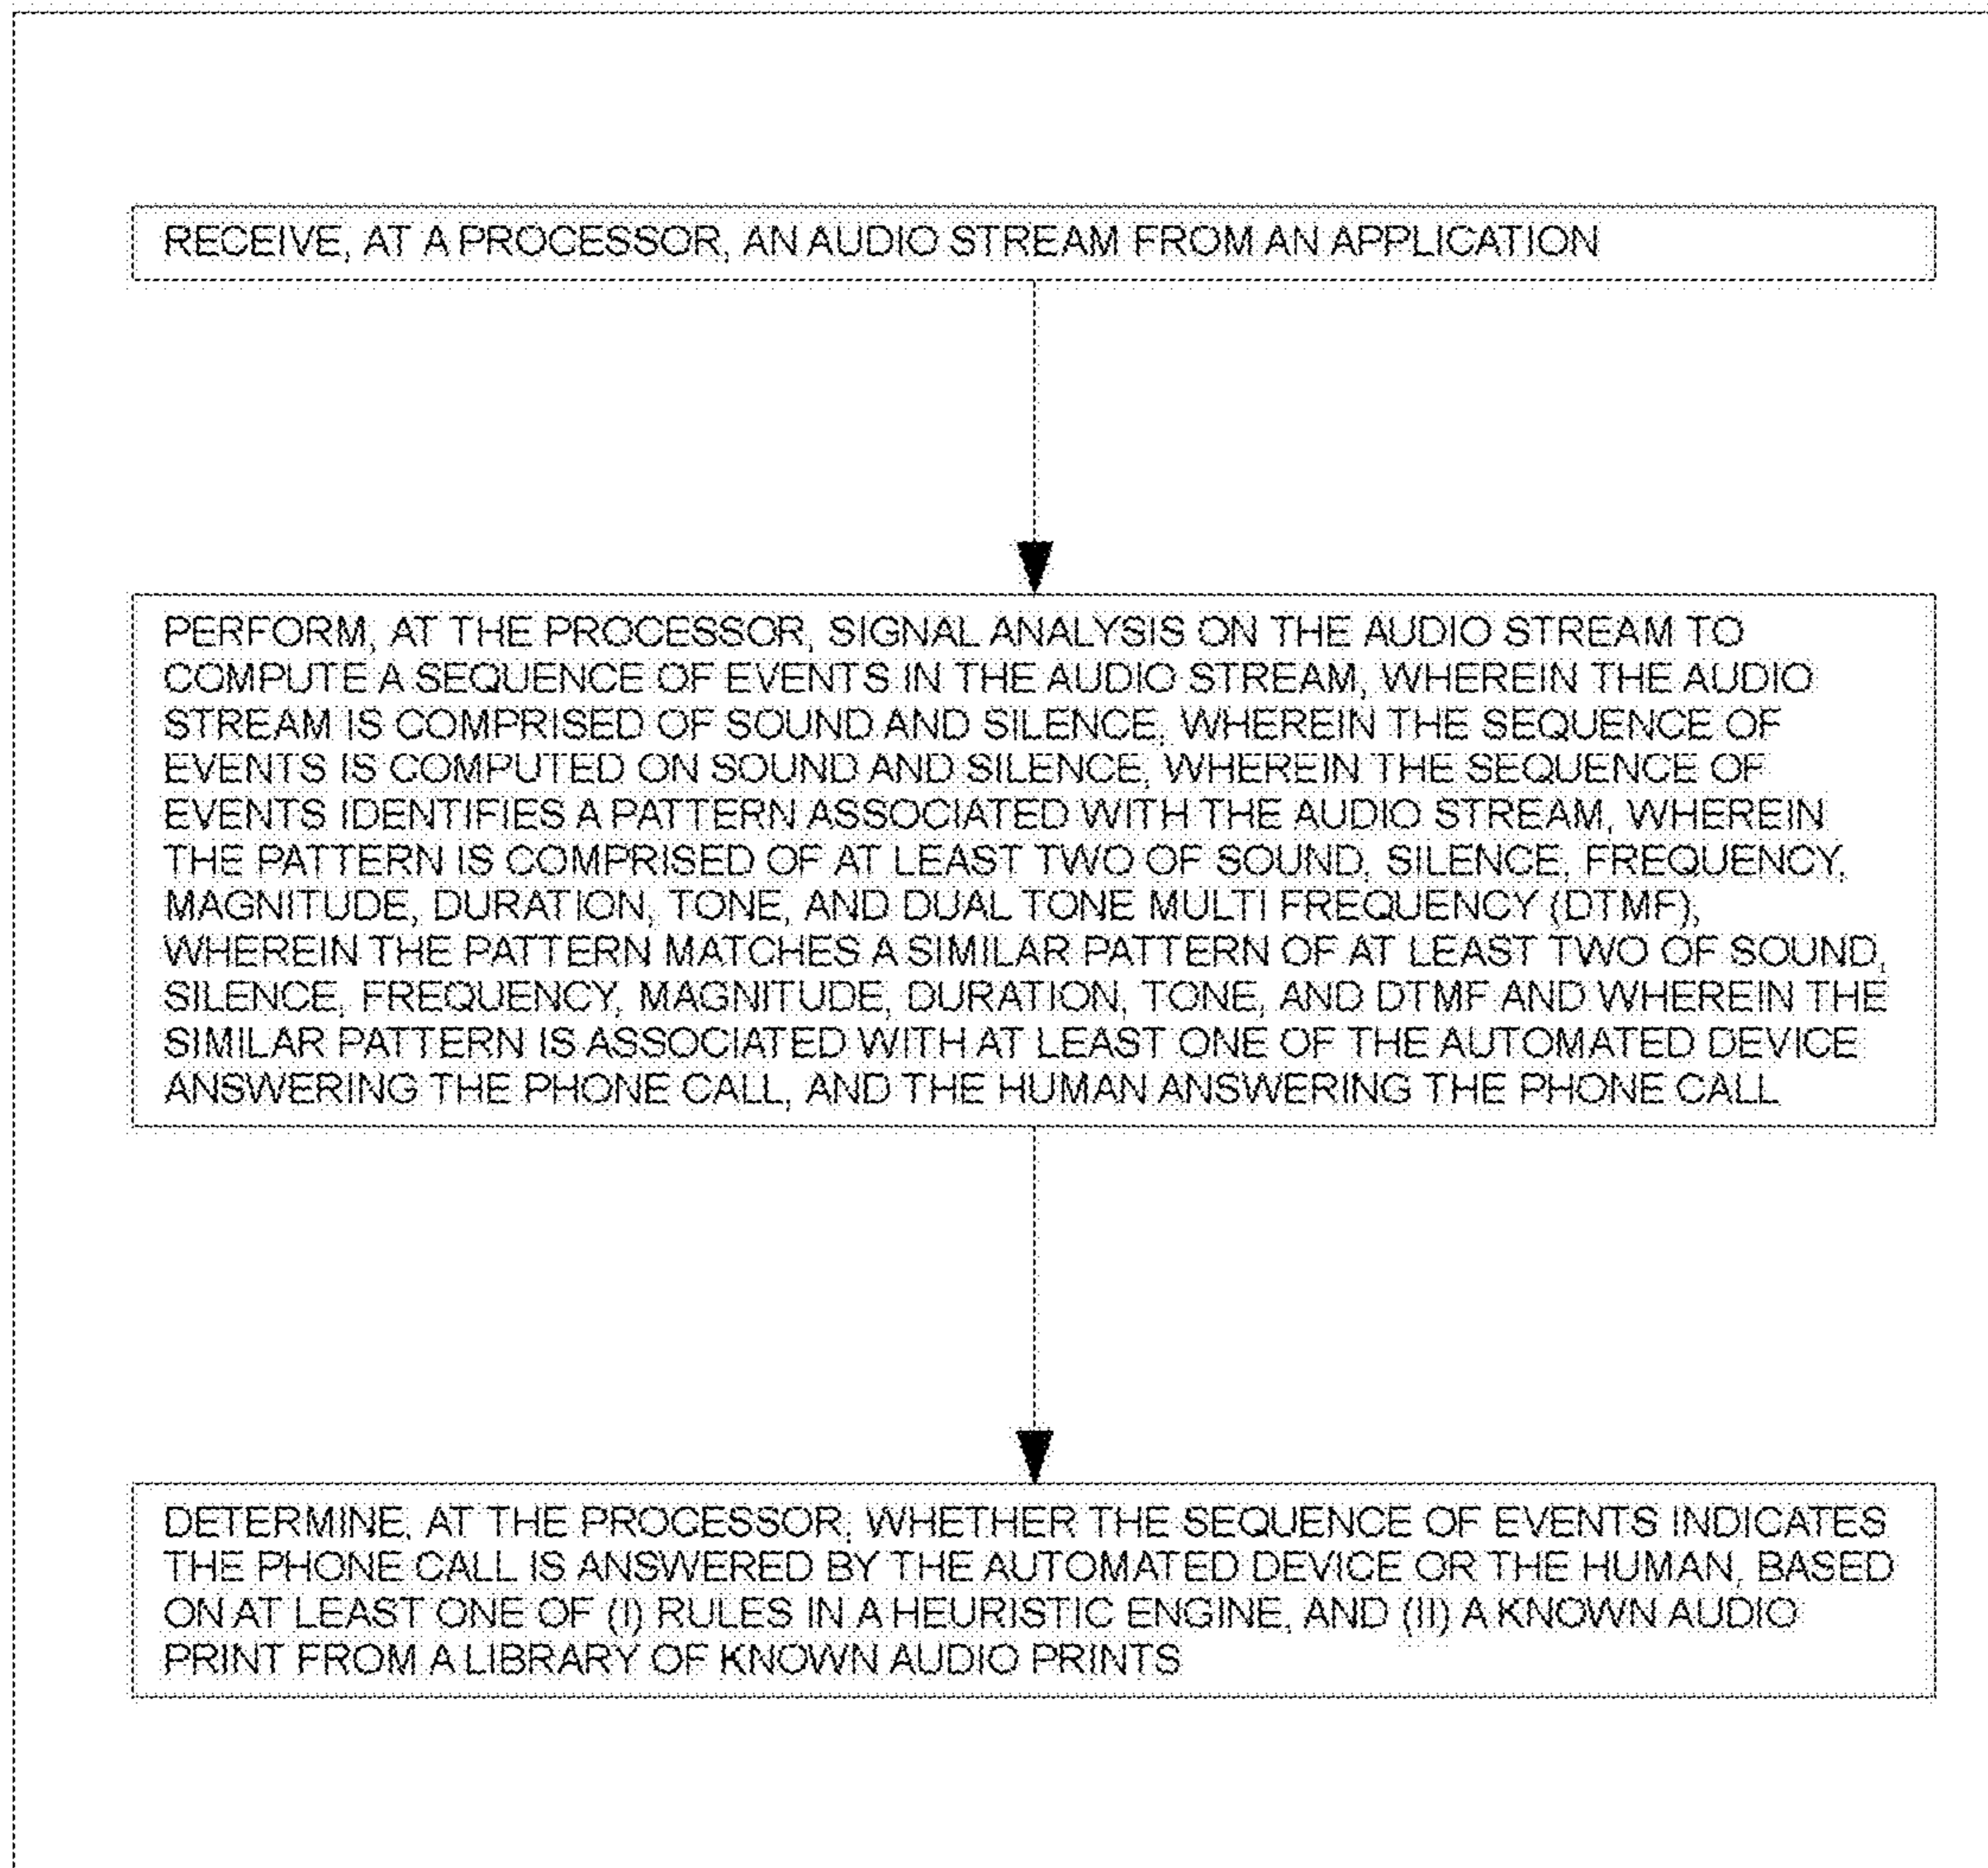 RECEIVE, AT A PROCESSOR, AN AUDIO STREAM FROM AN APPLICATION
PERFORM, AT THE PROCESSOR, SIGNAL ANALYSIS ON THE AUDIO STREAM TO
COMPUTE A SEQUENCE OF EVENTS IN THE AUDIO STREAM, WHEREIN THE AUDIO
STREAM IS COMPRISED OF SOUND AND SILENCE, WHEREIN THE SEQUENCE OF
EVENTS IS COMPUTED ON SOUND AND SILENCE, WHEREIN THE SEQUENCE OF
EVENTS IDENTIFIES A PATTERN ASSOCIATED WITH THE AUDIO STREAM, WHEREIN
THE PATTERN IS COMPRISED OF AT LEAST TWO OF SOUND, SILENCE, FREQUENCY,
MAGNITUDE, DURATION, TONE, AND DUAL TONE MULTI FREQUENCY (DTMF),
WHEREIN THE PATTERN MATCHES A SIMILAR PATTERN OF AT LEAST TWO OF SOUND,
SILENCE, FREQUENCY, MAGNITUDE, DURATION, TONE, AND DTMF AND WHEREIN THE
SIMILAR PATTERN IS ASSOCIATED WITH AT LEAST ONE OF THE AUTOMATED DEVICE
ANSWERING THE PHONE CALL, AND THE HUMAN ANSWERING THE PHONE CALL
DETERMINE, AT THE PROCESSOR, WHETHER THE SEQUENCE OF EVENTS INDICATES
THE PHONE CALL IS ANSWERED BY THE AUTOMATED DEVICE OR THE HUMAN, BASED
ON AT LEAST ONE OF (I) RULES IN A HEURISTIC ENGINE, AND (II) A KNOWN AUDIO
PRINT FROM A LIBRARY OF KNOWN AUDIO PRINTS